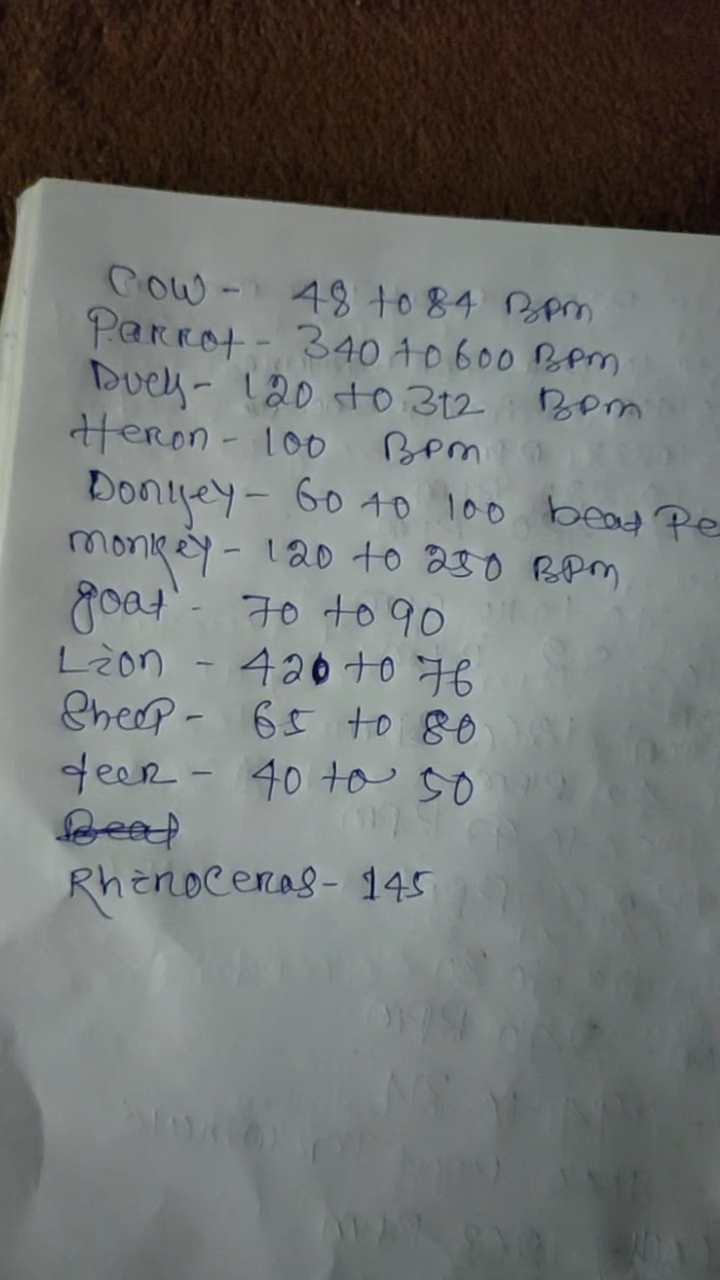 Cow - 48 to 84 Bpm
Parrot - 340 to 600 Bpm
Duck - 120 to 312 Bpm
Heron - 100 Bpm
Donkey - 60 to 100 beat Pe
monkey - 120 to 250 BPm
goat - 70 to 90
Lion - 420 to 76
Sheep - 65 to 80
deer - 40 to 50
Beat
Rhinoceras - 145